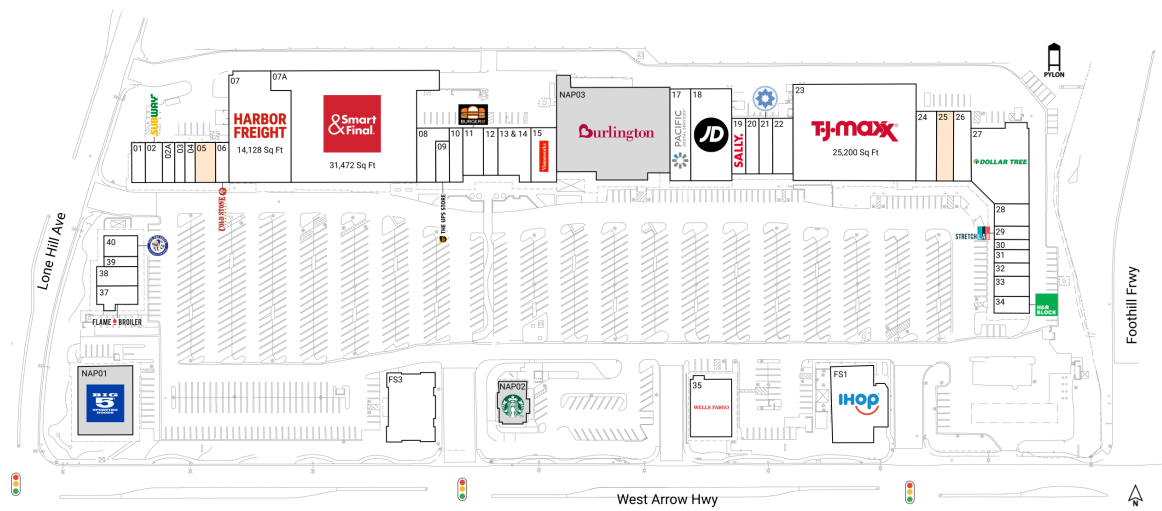 PYLON
SUBWAY
07
07A
23
NAP03
17
18
HARBOR
FREIGHT
14,128 Sq Ft
&Smart
Final.
31,472 Sq Ft
BURGERIM
Burlington
PACIFIC
JD
SALLY.
T.J.maxx
25,200 Sq Ft
01
02
02A
03
04
05
06
08
09
10
11
12
13 & 14
15
Visionworks
19
20
21
22
24
25
26
27
DOLLAR TREE
COLD STONE
THE UPS STORE
28
STRETCH LAB
29
30
31
32
33
34
H&R
BLOCK
40
39
38
37
FLAME BROILER
Lone Hill Ave
Foothill Frwy
NAP01
BIG
5
SPORTING
GOODS
FS3
NAP02
35
WELLS FARGO
FS1
IHOP
West Arrow Hwy
N